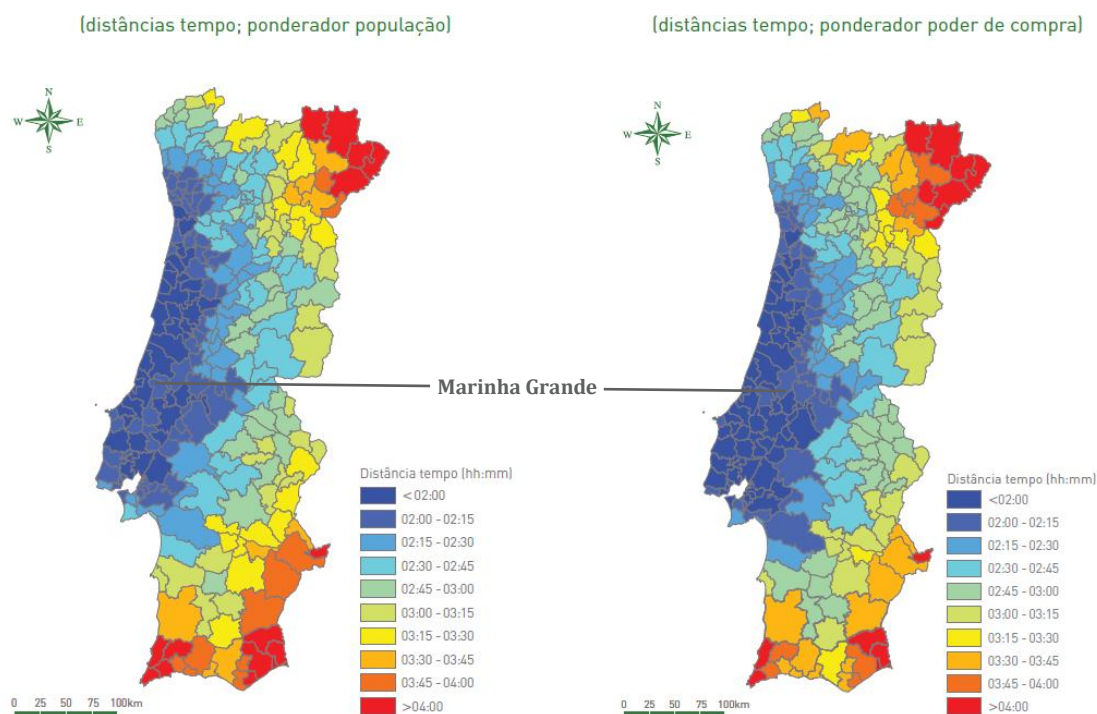 (distâncias tempo; ponderador população)
(distâncias tempo; ponderador poder de compra)
N
W E
S
N
W E
S
Marinha Grande
Distância tempo (hh:mm)
< 02:00
02:00 - 02:15
02:15 - 02:30
02:30 - 02:45
02:45 - 03:00
03:00 - 03:15
03:15 - 03:30
03:30 - 03:45
03:45 - 04:00
>04:00
0 25 50 75 100km
Distância tempo (hh:mm)
<02:00
02:00 - 02:15
02:15 - 02:30
02:30 - 02:45
02:45 - 03:00
03:00 - 03:15
03:15 - 03:30
03:30 - 03:45
03:45 - 04:00
>04:00
0 25 50 75 100km